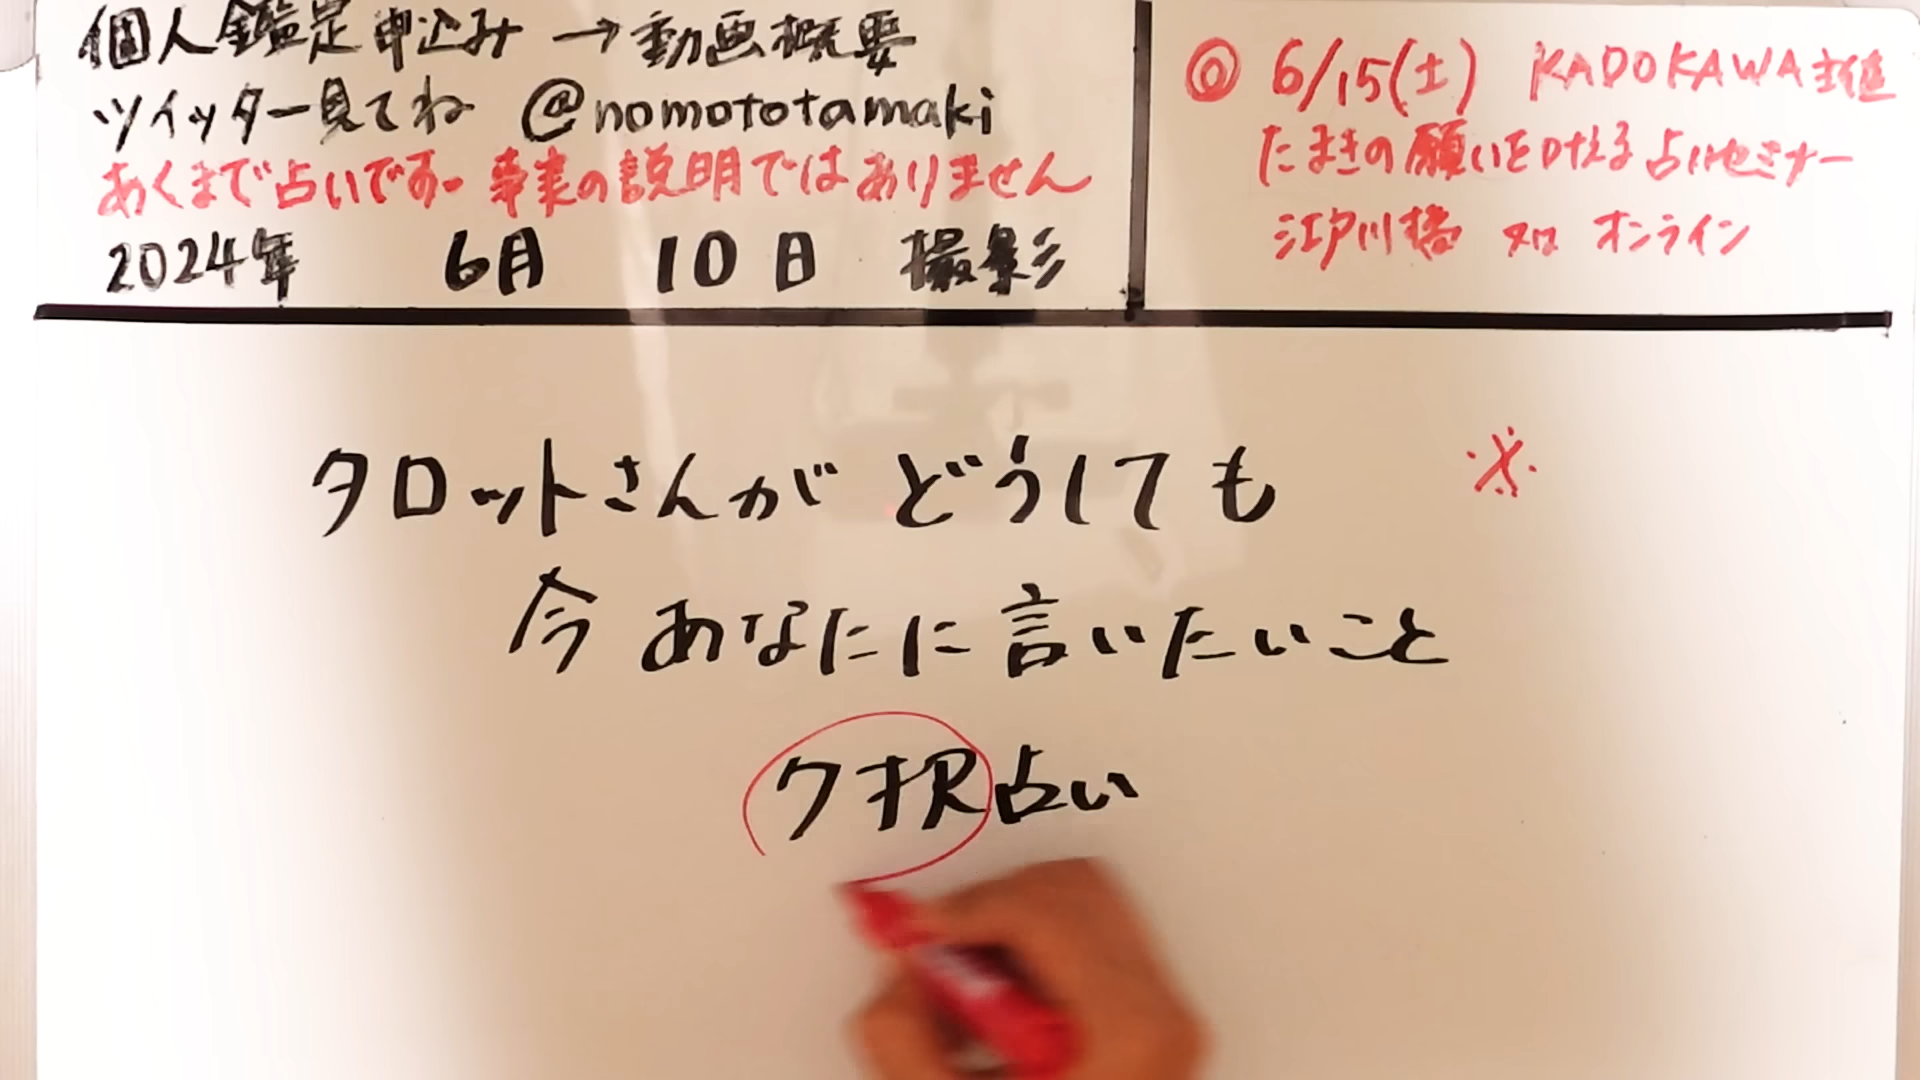 個人鑑定申込み → 動画概要
ツイッター見てね @nomototamaki
あくまで占いです。事実の説明ではありません
2024年 6月 10日 撮影
◎ 6/15(土) KADOKAWA主催
たまきの願いを叶える占いセミナー
江戸川橋 又は オンライン
タロットさんが どうしても ※
今 あなたに 言いたいこと
7択占い